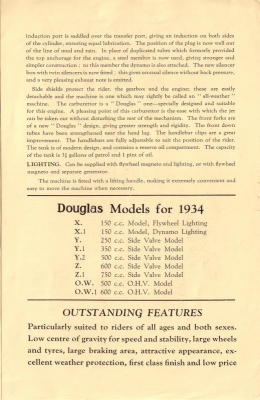 induction port is saddled over the transfer port, giving an induction on both sides
of the cylinder, ensuring equal lubrication. The position of the plug is now well out
of the line of usual mud rain. In place of duplicated tubes which formerly provided
the top anchorage for the engine, a steel member is now used, giving stronger and
simpler construction: to this member the dynamo is also attached. The new silencer
box with twin silencers is now fitted; this gives unusual silence without back pressure,
and a very pleasing exhaust note is emitted.
Side shields protect the rider, the gearbox and the engine; these are easily
detachable and the machine is one which may rightly be called an "all-weather"
machine. The carburettor is a "Douglas" one—specially designed and suitable
for this engine. A pleasing point of this carburettor is the ease with which the jet
can be taken out without disturbing the rest of the mechanism. The front forks are
of a new "Douglas" design, giving greater strength and rigidity. The front down
tubes have been strengthened near the head lug. The handlebar clips are a great
improvement. The handlebars are fully adjustable to suit the position of the rider.
The tank is of modern design, and contains a reserve oil compartment. The capacity
of the tank is 3½ gallons of patrol and 1 pint of oil.
LIGHTING. Can be supplied with flywheel magneto and lighting, or with flywheel
magneto and separate generator.
The machine is fitted with a lifting handle, making it extremely convenient and
easy to move the machine when necessary.
Douglas Models for 1934
X. 150 c.c. Model, Flywheel Lighting
X.1 150 c.c. Model, Dynamo Lighting
Y. 250 c.c. Side Valve Model
Y.1 350 c.c. Side Valve Model
Y.2 500 c.c. Side Valve Model
Z. 600 c.c. Side Valve Model
Z.1 750 c.c. Side Valve Model
O.W. 500 c.c. O.H.V. Model
O.W.1 600 c.c. O.H.V. Model
OUTSTANDING FEATURES
Particularly suited to riders of all ages and both sexes.
Low centre of gravity for speed and stability, large wheels
and tyres, large braking area, attractive appearance, ex-
cellent weather protection, first class finish and low price